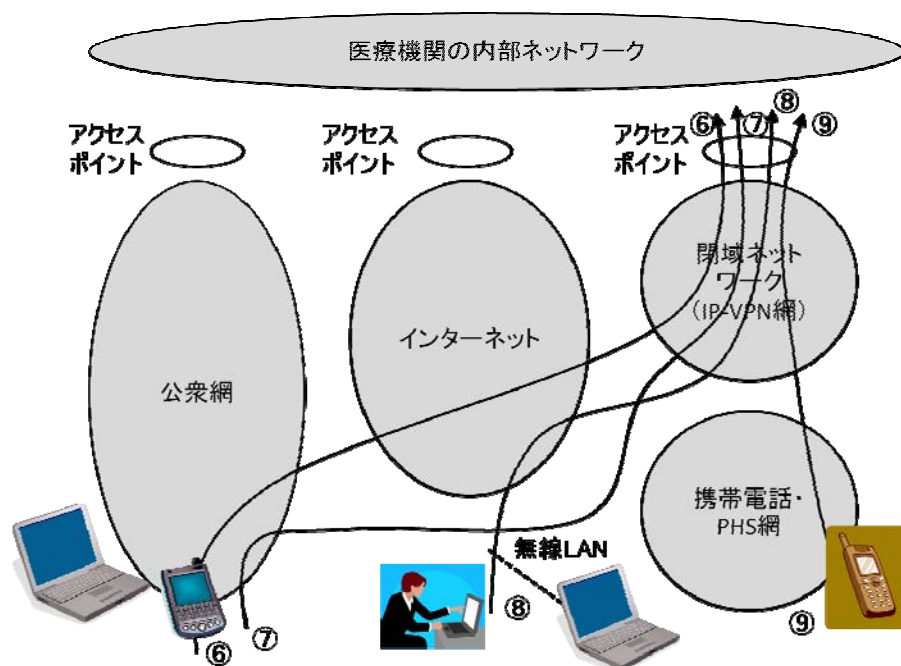 医療機関の内部ネットワーク
アクセス
ポイント
アクセス
ポイント
アクセス
ポイント
⑥
⑦
⑧
⑨
閉域ネット
ワーク
（IP-VPN網）
インターネット
公衆網
携帯電話・
PHS網
無線LAN
⑥
⑦
⑧
⑨